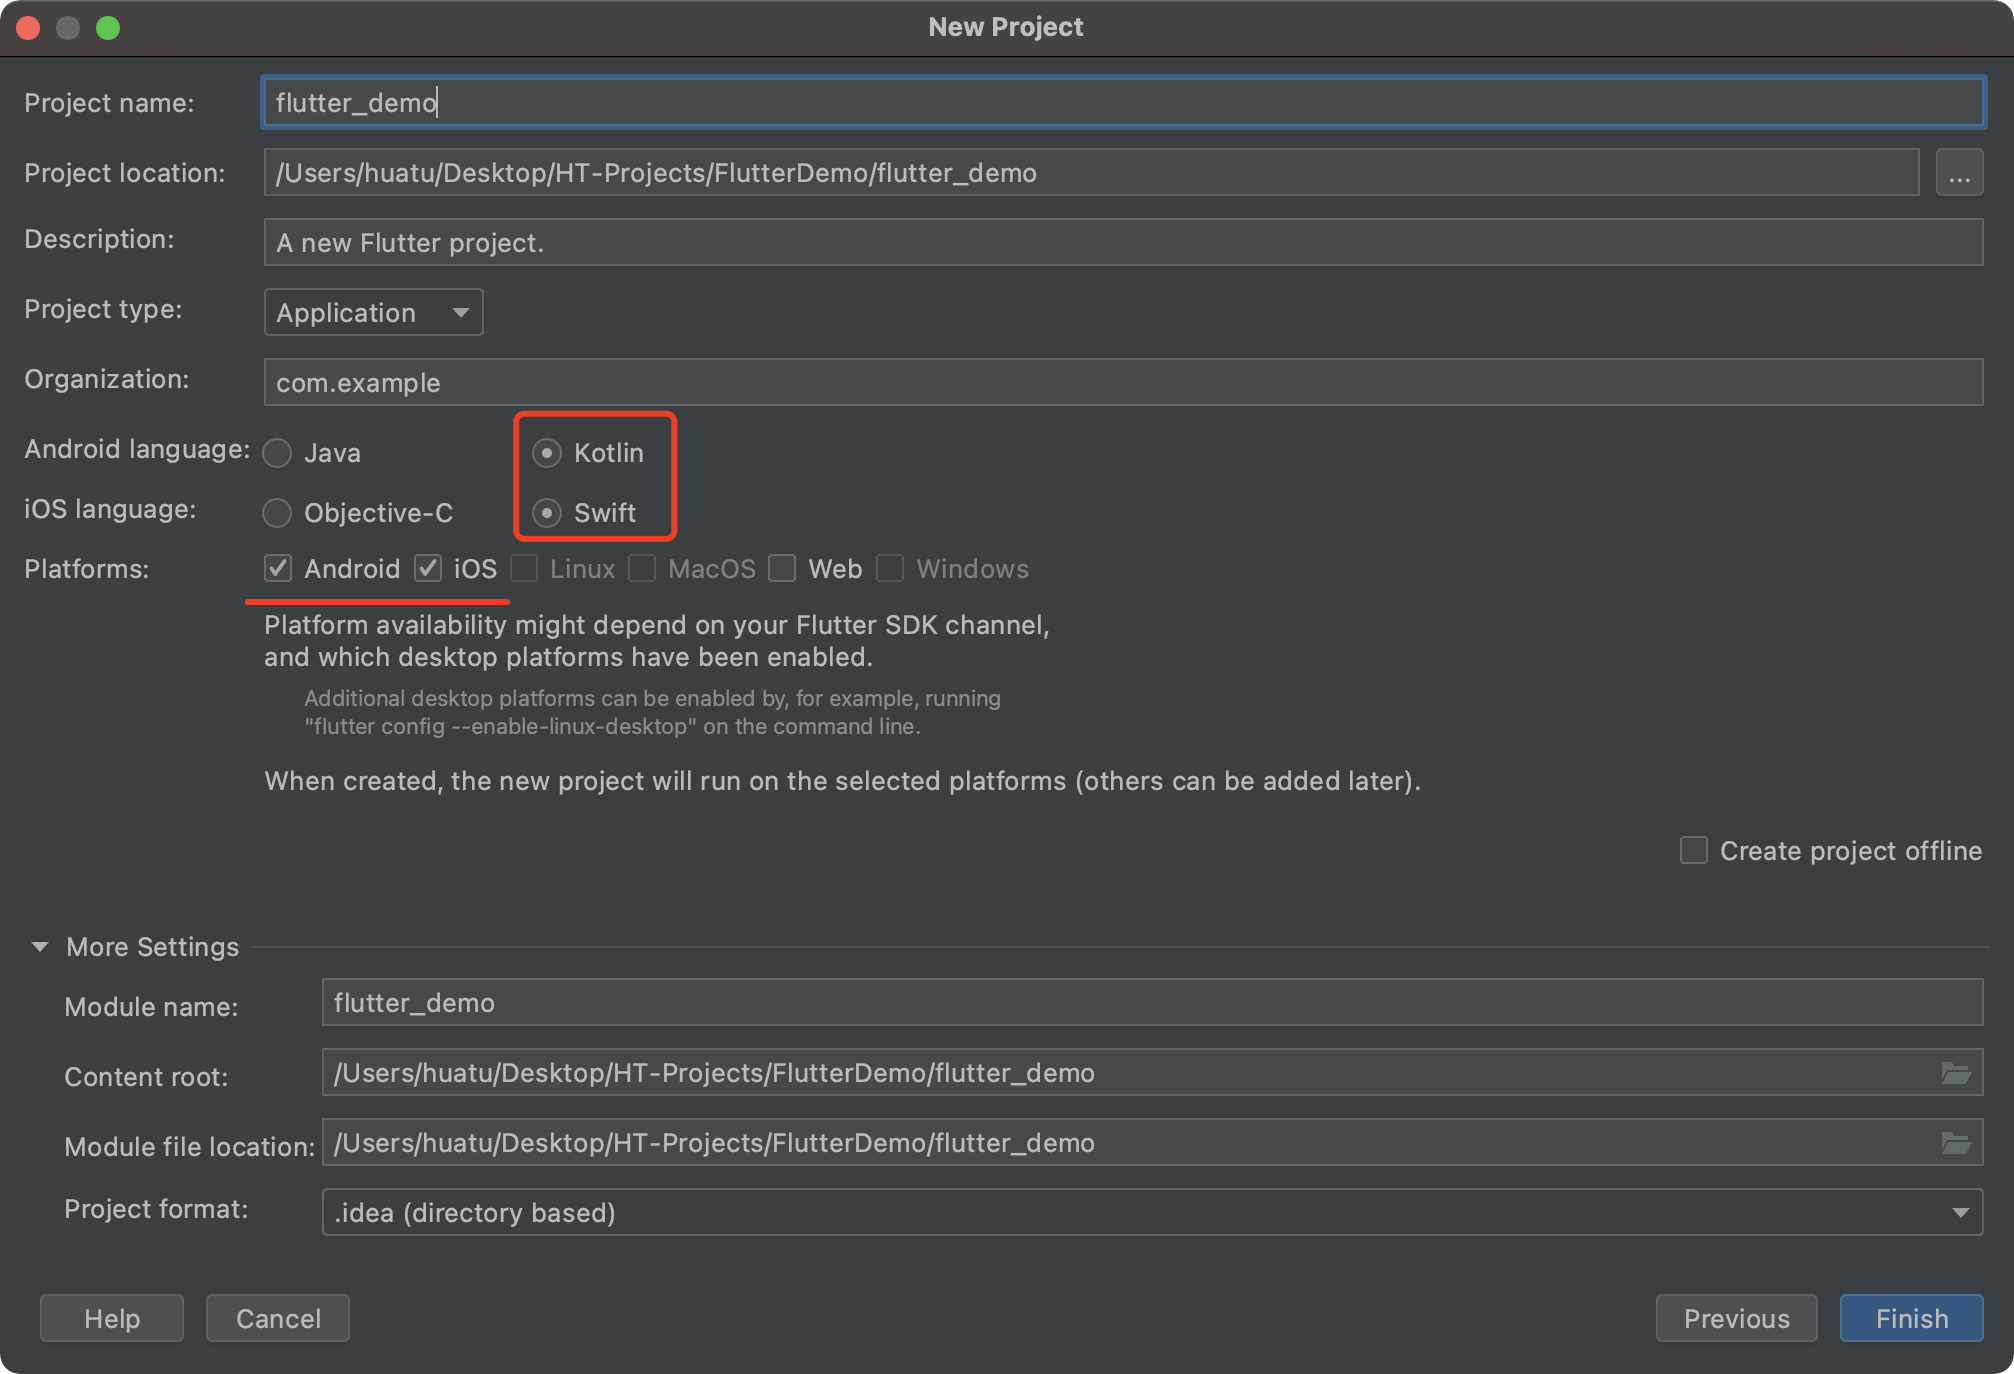 New Project
Project name: flutter_demo
Project location: /Users/huatu/Desktop/HT-Projects/FlutterDemo/flutter_demo ...
Description: A new Flutter project.
Project type: Application
Organization: com.example
Android language: Java Kotlin
iOS language: Objective-C Swift
Platforms: Android iOS Linux MacOS Web Windows
Platform availability might depend on your Flutter SDK channel,
and which desktop platforms have been enabled.
Additional desktop platforms can be enabled by, for example, running
"flutter config --enable-linux-desktop" on the command line.
When created, the new project will run on the selected platforms (others can be added later).
Create project offline
More Settings
Module name: flutter_demo
Content root: /Users/huatu/Desktop/HT-Projects/FlutterDemo/flutter_demo
Module file location: /Users/huatu/Desktop/HT-Projects/FlutterDemo/flutter_demo
Project format: .idea (directory based)
Help Cancel Previous Finish